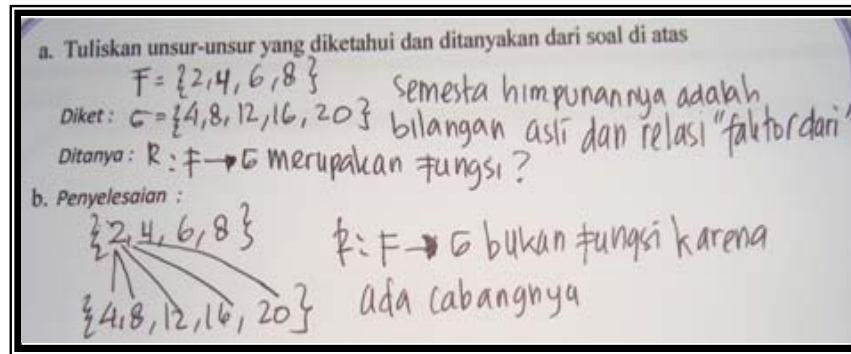 a. Tuliskan unsur-unsur yang diketahui dan ditanyakan dari soal di atas
F = {2,4,6,8}
Diket : G = {4,8,12,16,20}
Semesta himpunannya adalah
bilangan asli dan relasi "faktor dari"
Ditanya : R : F → G merupakan fungsi ?
b. Penyelesaian :
{2,4,6,8}
{4,8,12,16,20}
R : F → G bukan fungsi karena
ada cabangnya